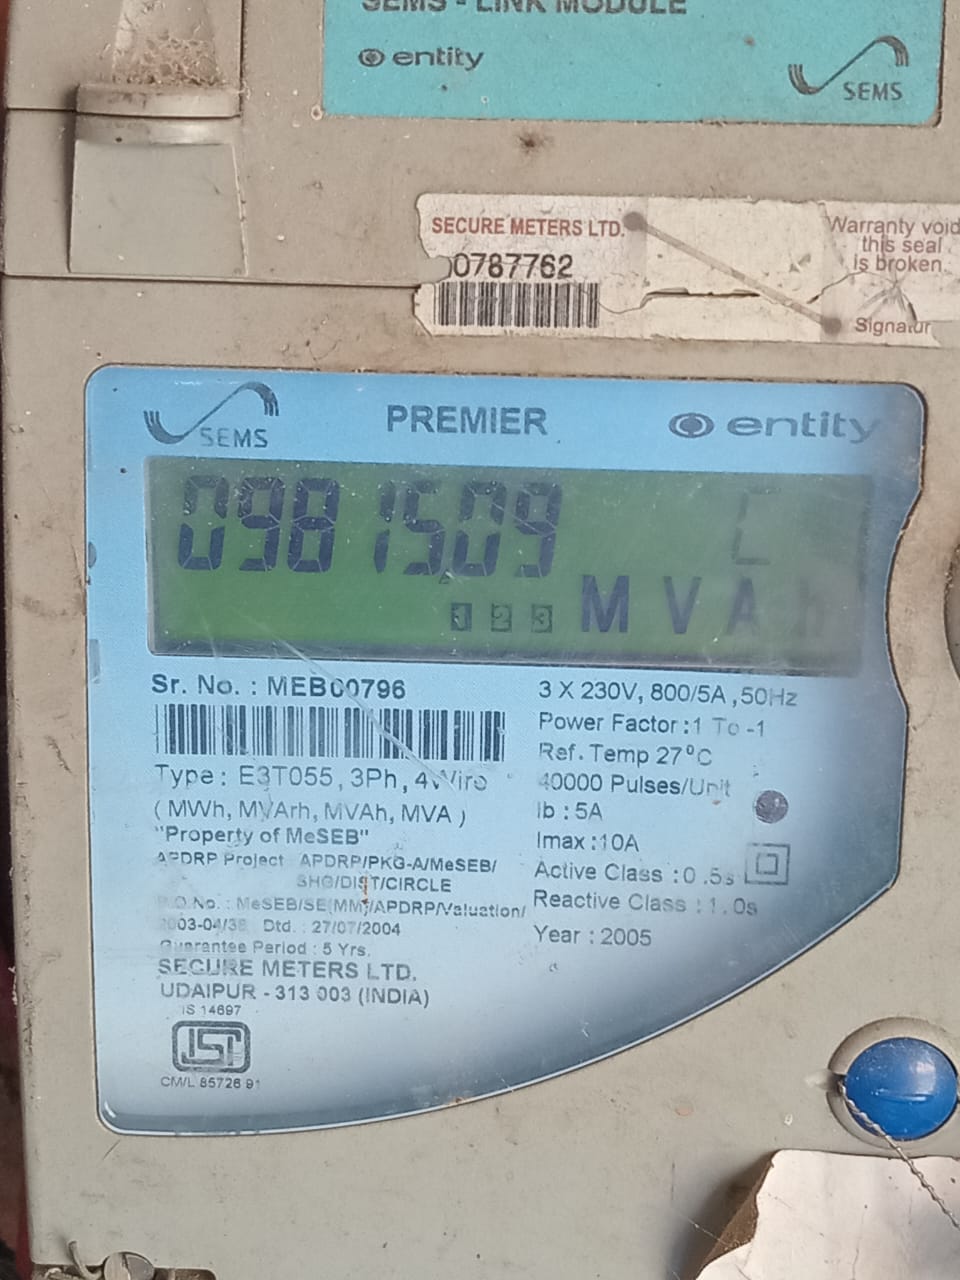 SEMS - LINK MODULE
entity
SEMS
SECURE METERS LTD.
0787762
Warranty void
this seal
is broken.
Signatur
SEMS
PREMIER
entity
09815.09 C
1 2 3 MVAh
Sr. No. : MEB00796
Type : E3T055, 3Ph, 4Wire
( MWh, MVArh, MVAh, MVA )
"Property of MeSEB"
APDRP Project APDRP/PKG-A/MeSEB/
SHG/DIST/CIRCLE
P.O.No. : MeSEB/SE(MM)/APDRP/Valuation/
2003-04/38 Dtd. : 27/07/2004
Guarantee Period : 5 Yrs.
SECURE METERS LTD.
UDAIPUR - 313 003 (INDIA)
IS 14697
CM/L 8572691
3 X 230V, 800/5A ,50Hz
Power Factor :1 To -1
Ref. Temp 27°C
40000 Pulses/Unit
Ib : 5A
Imax :10A
Active Class :0.5s
Reactive Class : 1.0s
Year : 2005